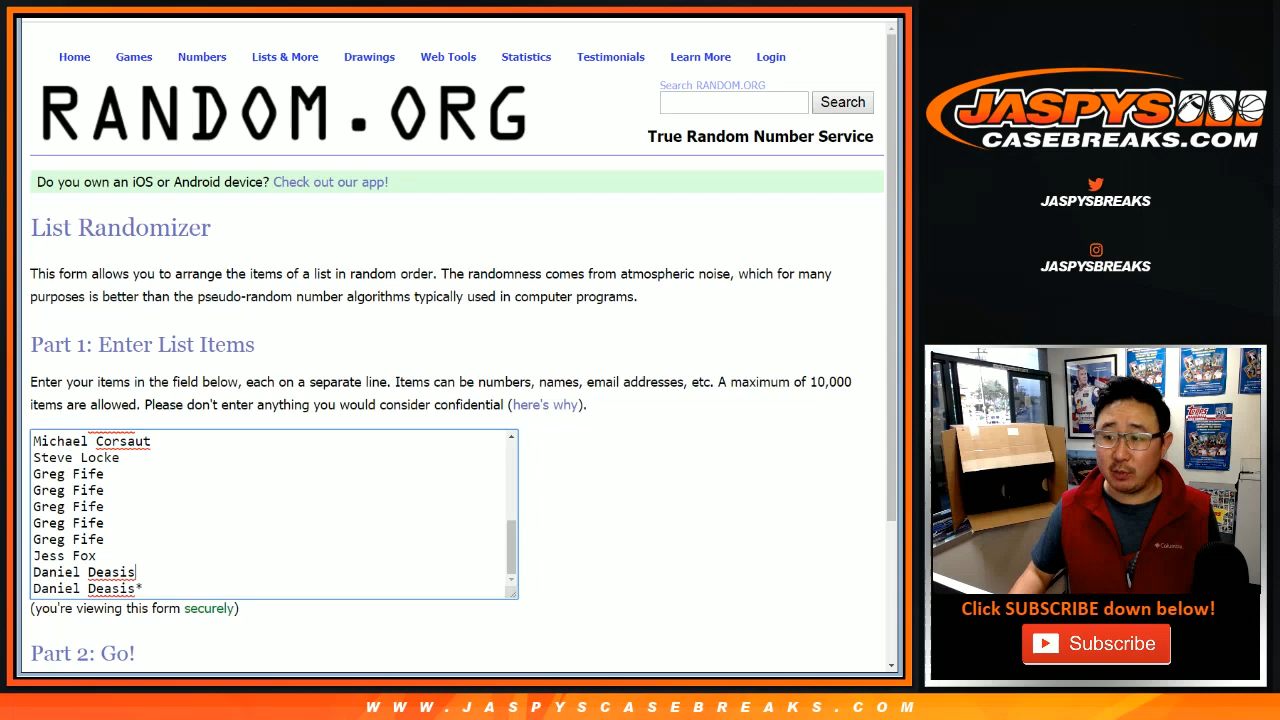 Home Games Numbers Lists & More Drawings Web Tools Statistics Testimonials Learn More Login
RANDOM.ORG
Search RANDOM.ORG
Search
True Random Number Service
Do you own an iOS or Android device? Check out our app!
List Randomizer
This form allows you to arrange the items of a list in random order. The randomness comes from atmospheric noise, which for many
purposes is better than the pseudo-random number algorithms typically used in computer programs.
Part 1: Enter List Items
Enter your items in the field below, each on a separate line. Items can be numbers, names, email addresses, etc. A maximum of 10,000
items are allowed. Please don't enter anything you would consider confidential (here's why).
Michael Corsaut
Steve Locke
Greg Fife
Greg Fife
Greg Fife
Greg Fife
Greg Fife
Jess Fox
Daniel Deasis
Daniel Deasis*
(you're viewing this form securely)
Part 2: Go!
JASPYS
CASEBREAKS.COM
JASPYSBREAKS
JASPYSBREAKS
Topps
Columbia
Click SUBSCRIBE down below!
Subscribe
WWW.JASPYSCASEBREAKS.COM